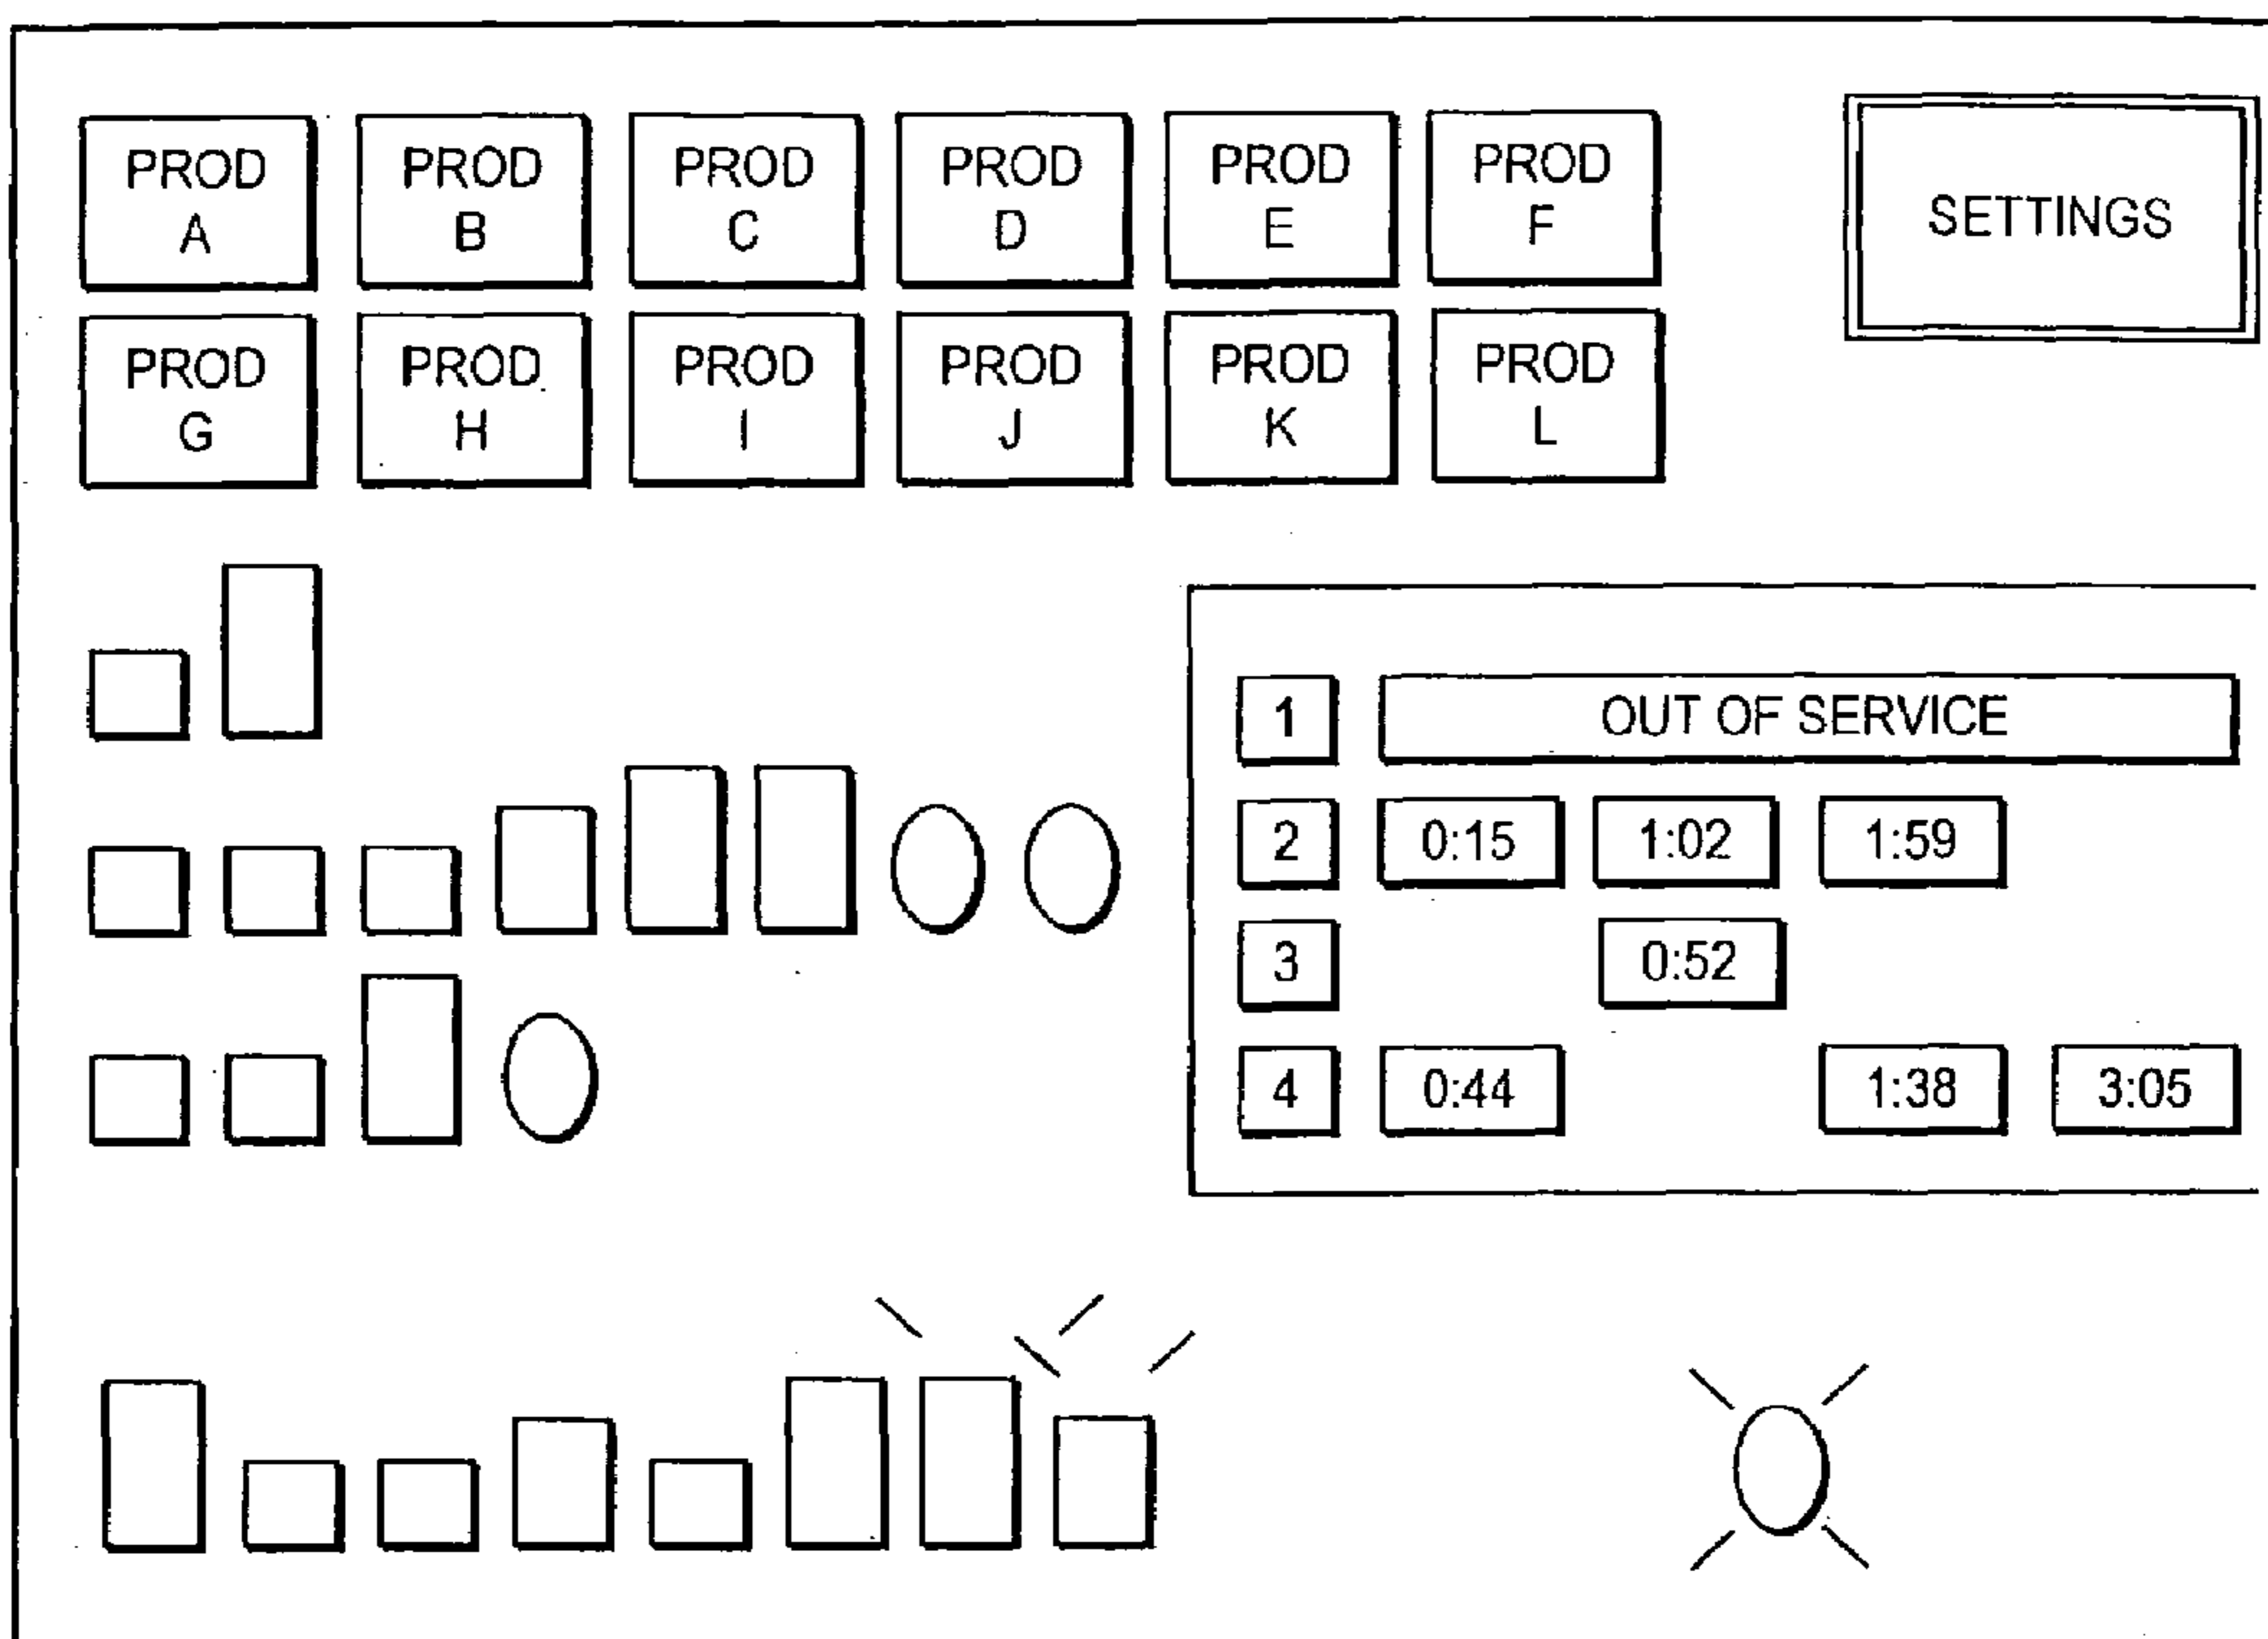 PROD PROD PROD PROD PROD PROD
A B C D E F
SETTINGS
PROD PROD PROD PROD PROD PROD
G H I J K L
1 OUT OF SERVICE
2 0:15 1:02 1:59
3 0:52
4 0:44 1:38 3:05